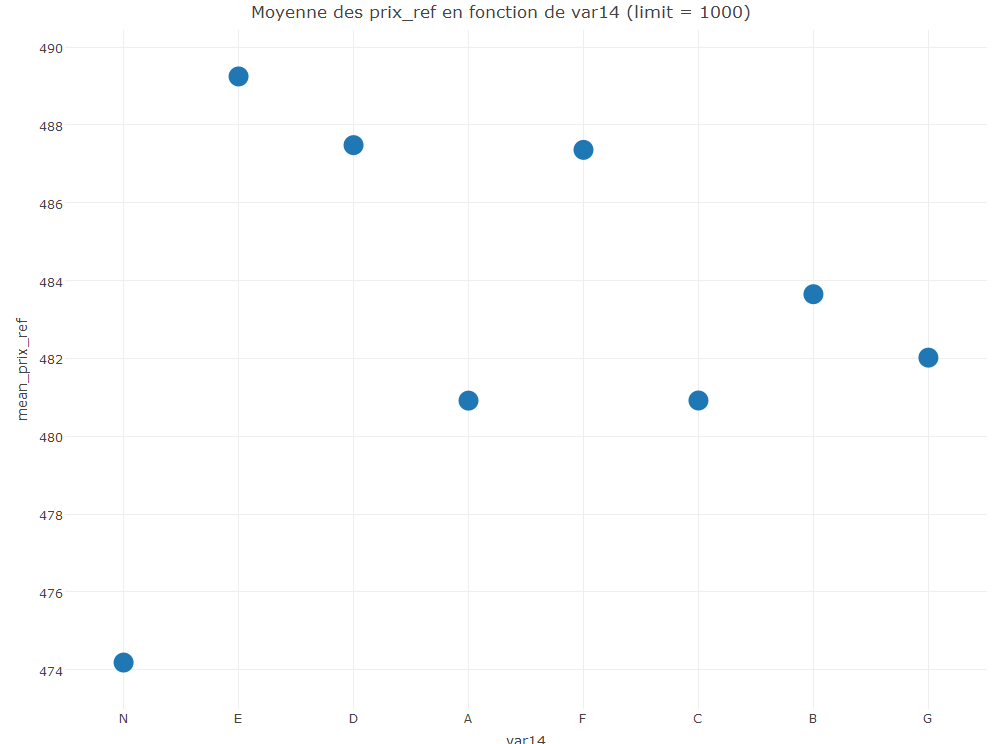 Moyenne des prix_ref en fonction de var14 (limit = 1000)
490
488
486
484
482
480
478
476
474
mean_prix_ref
N E D A F C B G
var14